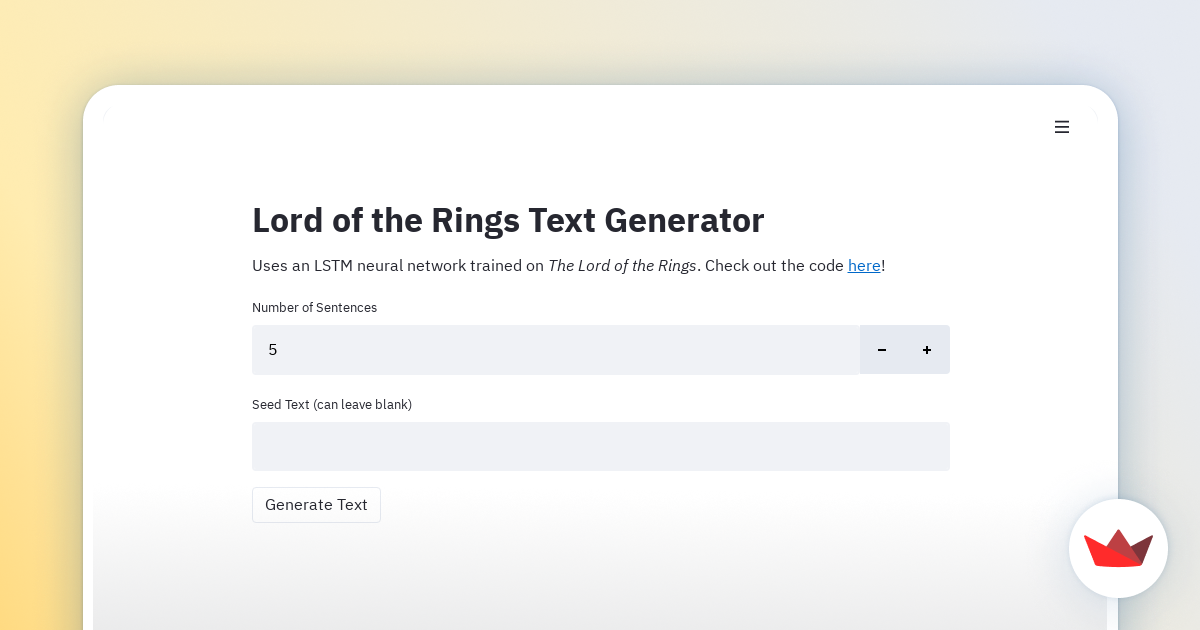 Lord of the Rings Text Generator
Uses an LSTM neural network trained on The Lord of the Rings. Check out the code here!
Number of Sentences
5
Seed Text (can leave blank)
Generate Text